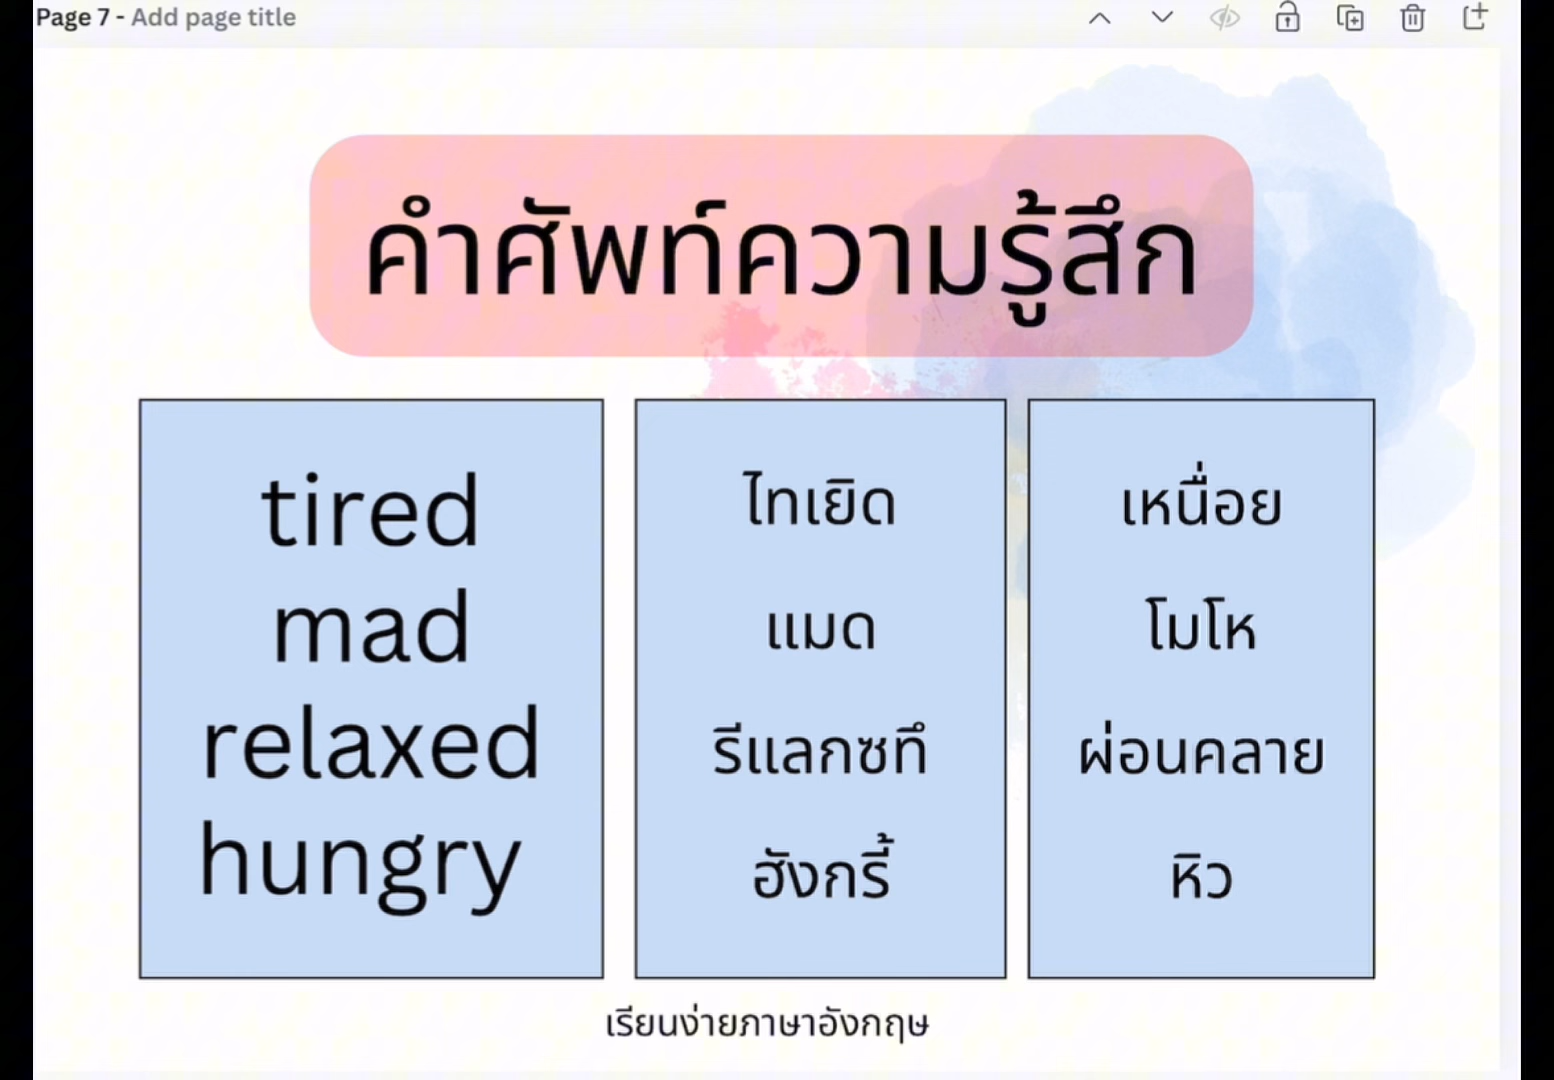 Page 7 - Add page title
คำศัพท์ความรู้สึก
tired
mad
relaxed
hungry
ไทเยิด
แมด
รีแลกซทึ
ฮังกรี้
เหนื่อย
โมโห
ผ่อนคลาย
หิว
เรียนง่ายภาษาอังกฤษ